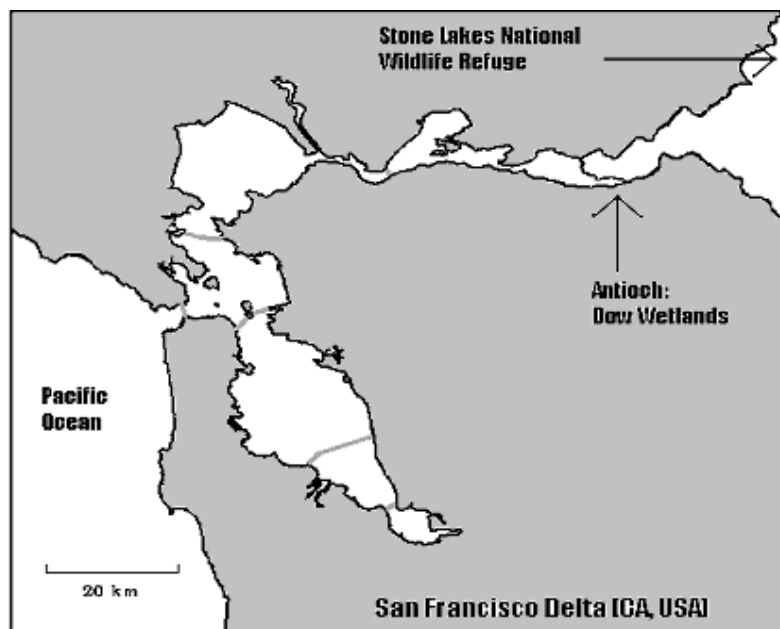 Stone Lakes National
Wildlife Refuge
Antioch:
Dow Wetlands
Pacific
Ocean
20 km
San Francisco Delta [CA, USA]